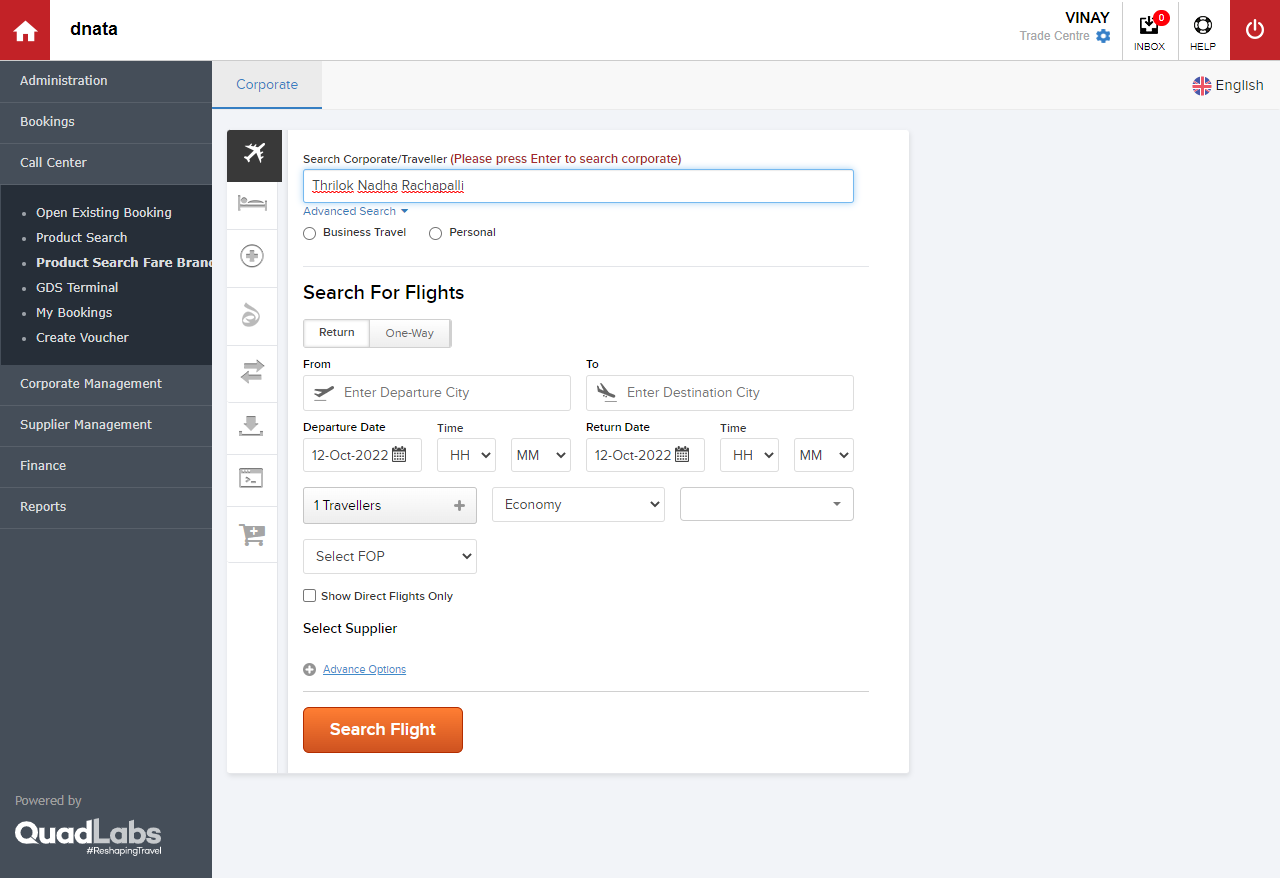 dnata
VINAY
Trade Centre
0
INBOX
HELP
Administration
Bookings
Call Center
Open Existing Booking
Product Search
Product Search Fare Brand
GDS Terminal
My Bookings
Create Voucher
Corporate Management
Supplier Management
Finance
Reports
Powered by
QuadLabs
#ReshapingTravel
Corporate
English
Search Corporate/Traveller (Please press Enter to search corporate)
Thrilok Nadha Rachapalli
Advanced Search
Business Travel Personal
Search For Flights
Return One-Way
From To
Enter Departure City Enter Destination City
Departure Date Time Return Date Time
12-Oct-2022 HH MM 12-Oct-2022 HH MM
1 Travellers Economy
Select FOP
Show Direct Flights Only
Select Supplier
Advance Options
Search Flight